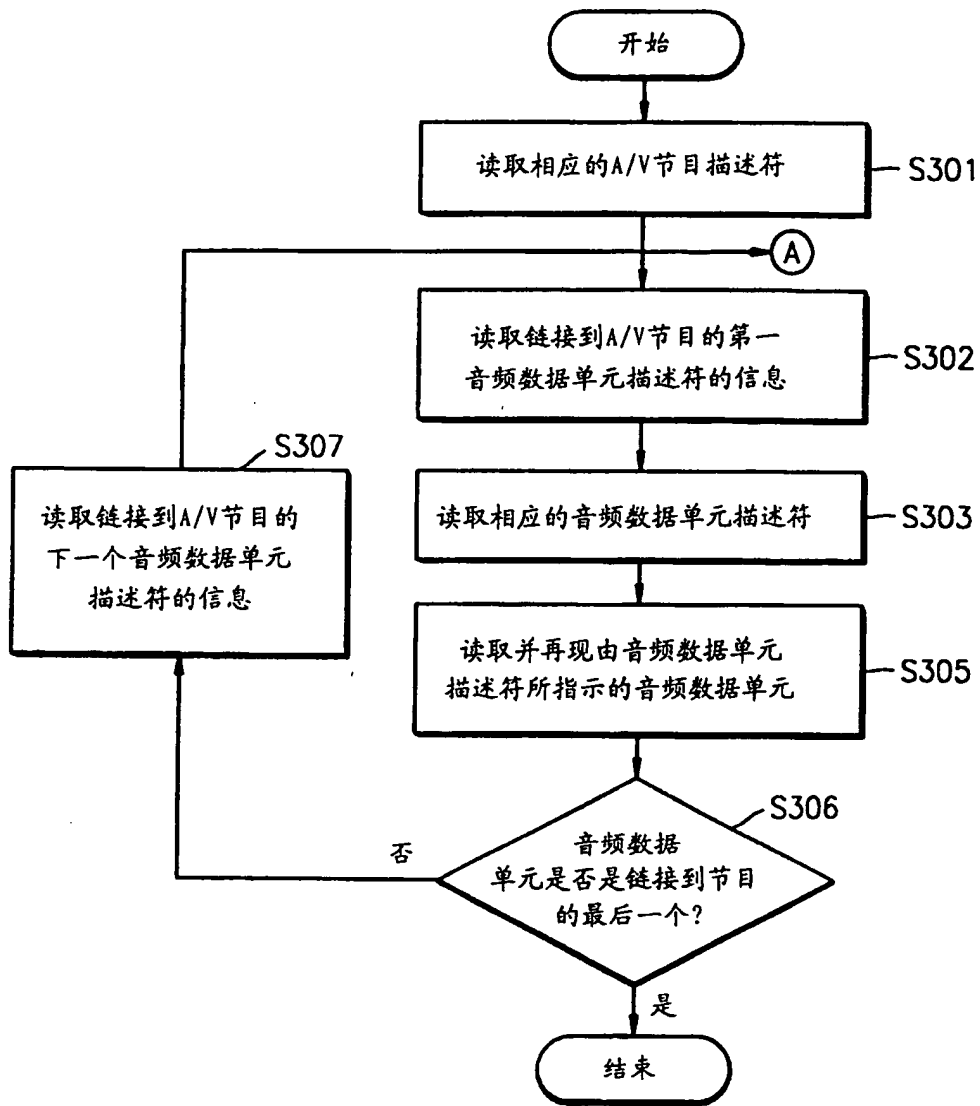 开始
读取相应的A/V节目描述符
S301
A
读取链接到A/V节目的第一
音频数据单元描述符的信息
S302
S307
读取链接到A/V节目的
下一个音频数据单元
描述符的信息
读取相应的音频数据单元描述符
S303
读取并再现由音频数据单元
描述符所指示的音频数据单元
S305
S306
音频数据
单元是否是链接到节目
的最后一个?
否
是
结束